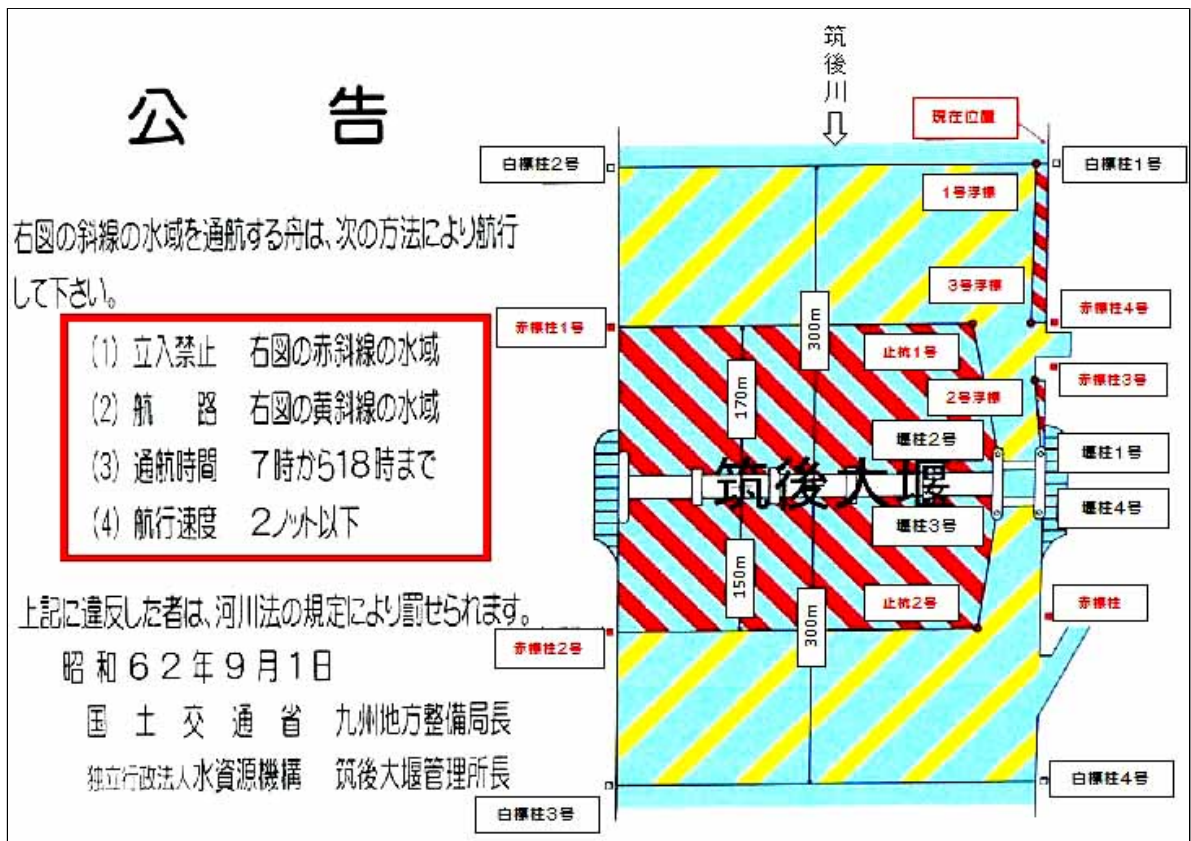 公告
右図の斜線の水域を通航する舟は、次の方法により航行
して下さい。
(1) 立入禁止 右図の赤斜線の水域
(2) 航路 右図の黄斜線の水域
(3) 通航時間 7時から18時まで
(4) 航行速度 2ノット以下
上記に違反した者は、河川法の規定により罰せられます。
昭和62年9月1日
国土交通省 九州地方整備局長
独立行政法人水資源機構 筑後大堰管理所長
筑後川
現在位置
白標柱2号
白標柱1号
1号浮標
3号浮標
赤標柱1号
300m
赤標柱4号
止杭1号
170m
赤標柱3号
2号浮標
堰柱2号
堰柱1号
筑後大堰
堰柱3号
堰柱4号
150m
止杭2号
赤標柱
300m
赤標柱2号
白標柱4号
白標柱3号